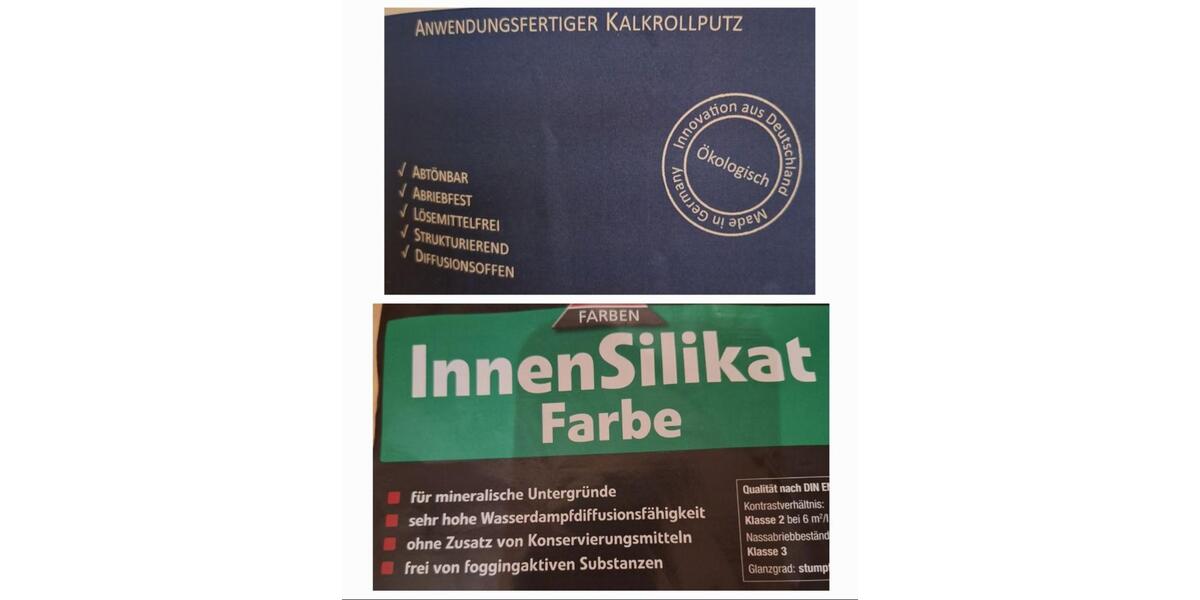 ANWENDUNGSFERTIGER KALKROLLPUTZ
Innovation aus Deutschland
Ökologisch
Made in Germany
√ ABTÖNBAR
√ ABRIEBFEST
√ LÖSEMITTELFREI
√ STRUKTURIEREND
√ DIFFUSIONSOFFEN
FARBEN
InnenSilikat
Farbe
für mineralische Untergründe
sehr hohe Wasserdampfdiffusionsfähigkeit
ohne Zusatz von Konservierungsmitteln
frei von foggingaktiven Substanzen
Qualität nach DIN
Kontrastverhältnis:
Klasse 2 bei 6 m²/l
Klasse 3
Glanzgrad: